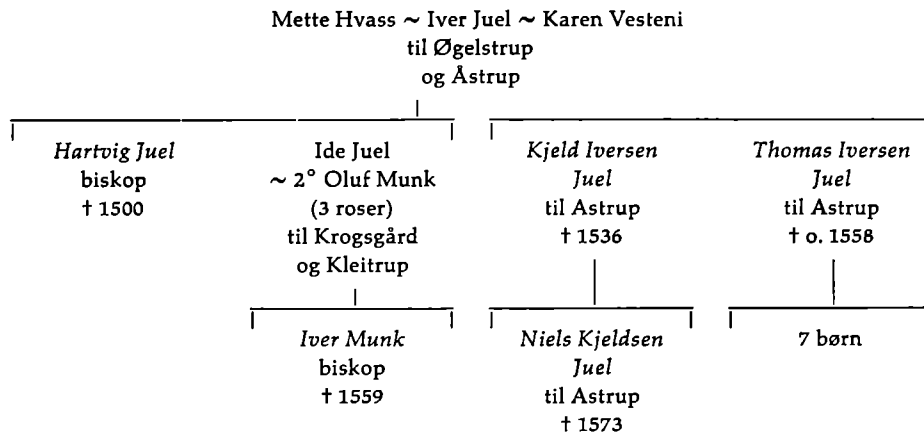 Mette Hvass ~ Iver Juel ~ Karen Vesteni
til Øgelstrup
og Åstrup
Hartvig Juel
biskop
† 1500
Ide Juel
~ 2° Oluf Munk
(3 roser)
til Krogsgård
og Kleitrup
Kjeld Iversen
Juel
til Astrup
† 1536
Thomas Iversen
Juel
til Astrup
† o. 1558
Iver Munk
biskop
† 1559
Niels Kjeldsen
Juel
til Astrup
† 1573
7 børn